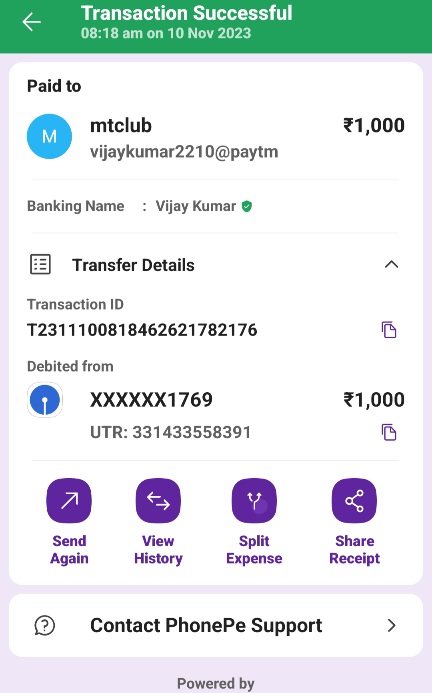 Transaction Successful
08:18 am on 10 Nov 2023
Paid to
M
mtclub
₹1,000
vijaykumar2210@paytm
Banking Name : Vijay Kumar
Transfer Details
Transaction ID
T2311100818462621782176
Debited from
XXXXXX1769
₹1,000
UTR: 331433558391
Send Again
View History
Split Expense
Share Receipt
Contact PhonePe Support
Powered by